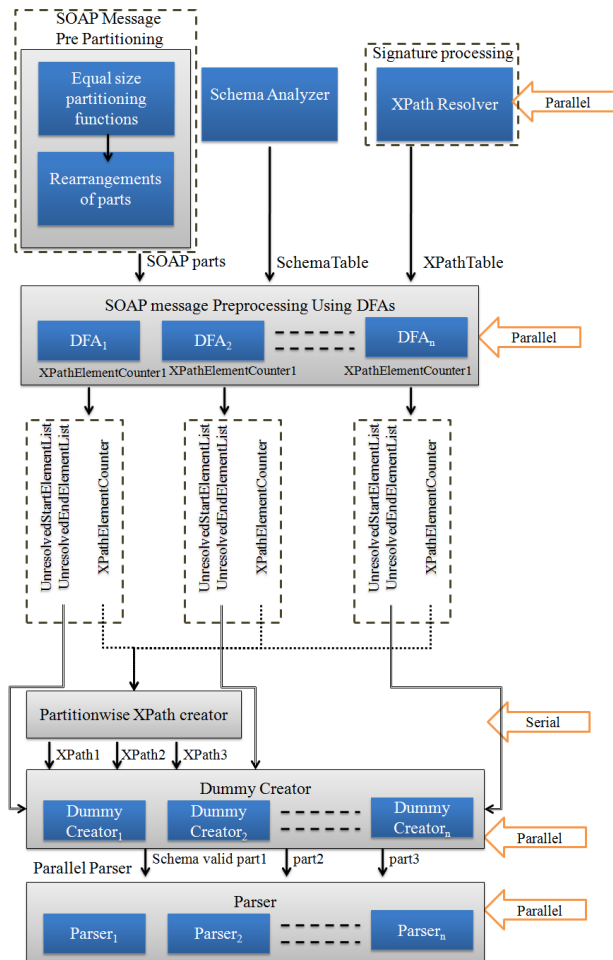 SOAP Message
Pre Partitioning
Equal size
partitioning
functions
Rearrangements
of parts
Schema Analyzer
Signature processing
XPath Resolver
Parallel
SOAP parts
SchemaTable
XPathTable
SOAP message Preprocessing Using DFAs
DFA1
DFA2
DFAn
XPathElementCounter1
XPathElementCounter1
XPathElementCounter1
Parallel
UnresolvedStartElementList
UnresolvedEndElementList
XPathElementCounter
UnresolvedStartElementList
UnresolvedEndElementList
XPathElementCounter
UnresolvedStartElementList
UnresolvedEndElementList
XPathElementCounter
Partitionwise XPath creator
Serial
XPath1
XPath2
XPath3
Dummy Creator
Dummy
Creator1
Dummy
Creator2
Dummy
Creatorn
Parallel
Parallel Parser
Schema valid part1
part2
part3
Parser
Parser1
Parser2
Parsern
Parallel